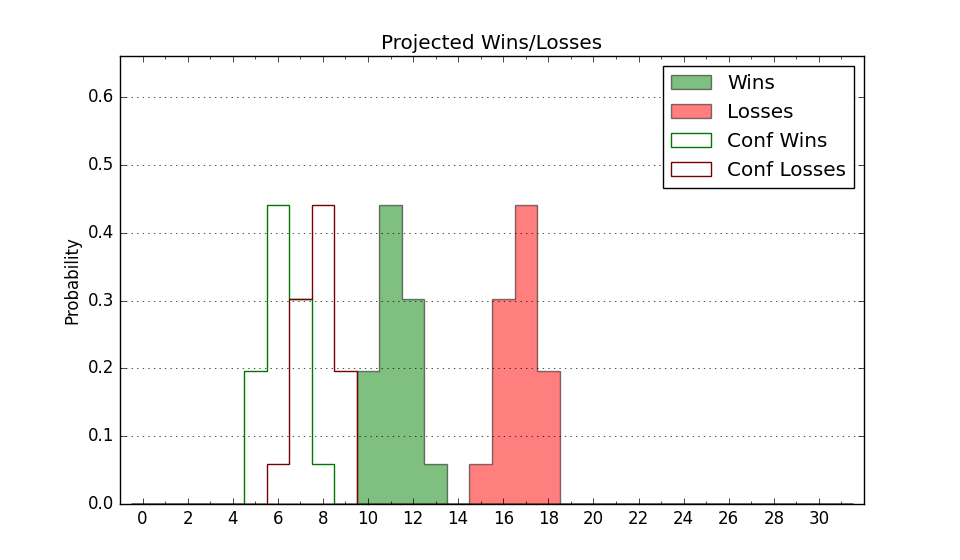 Projected Wins/Losses
Wins
Losses
Conf Wins
Conf Losses
Probability
0.6
0.5
0.4
0.3
0.2
0.1
0.0
0 2 4 6 8 10 12 14 16 18 20 22 24 26 28 30